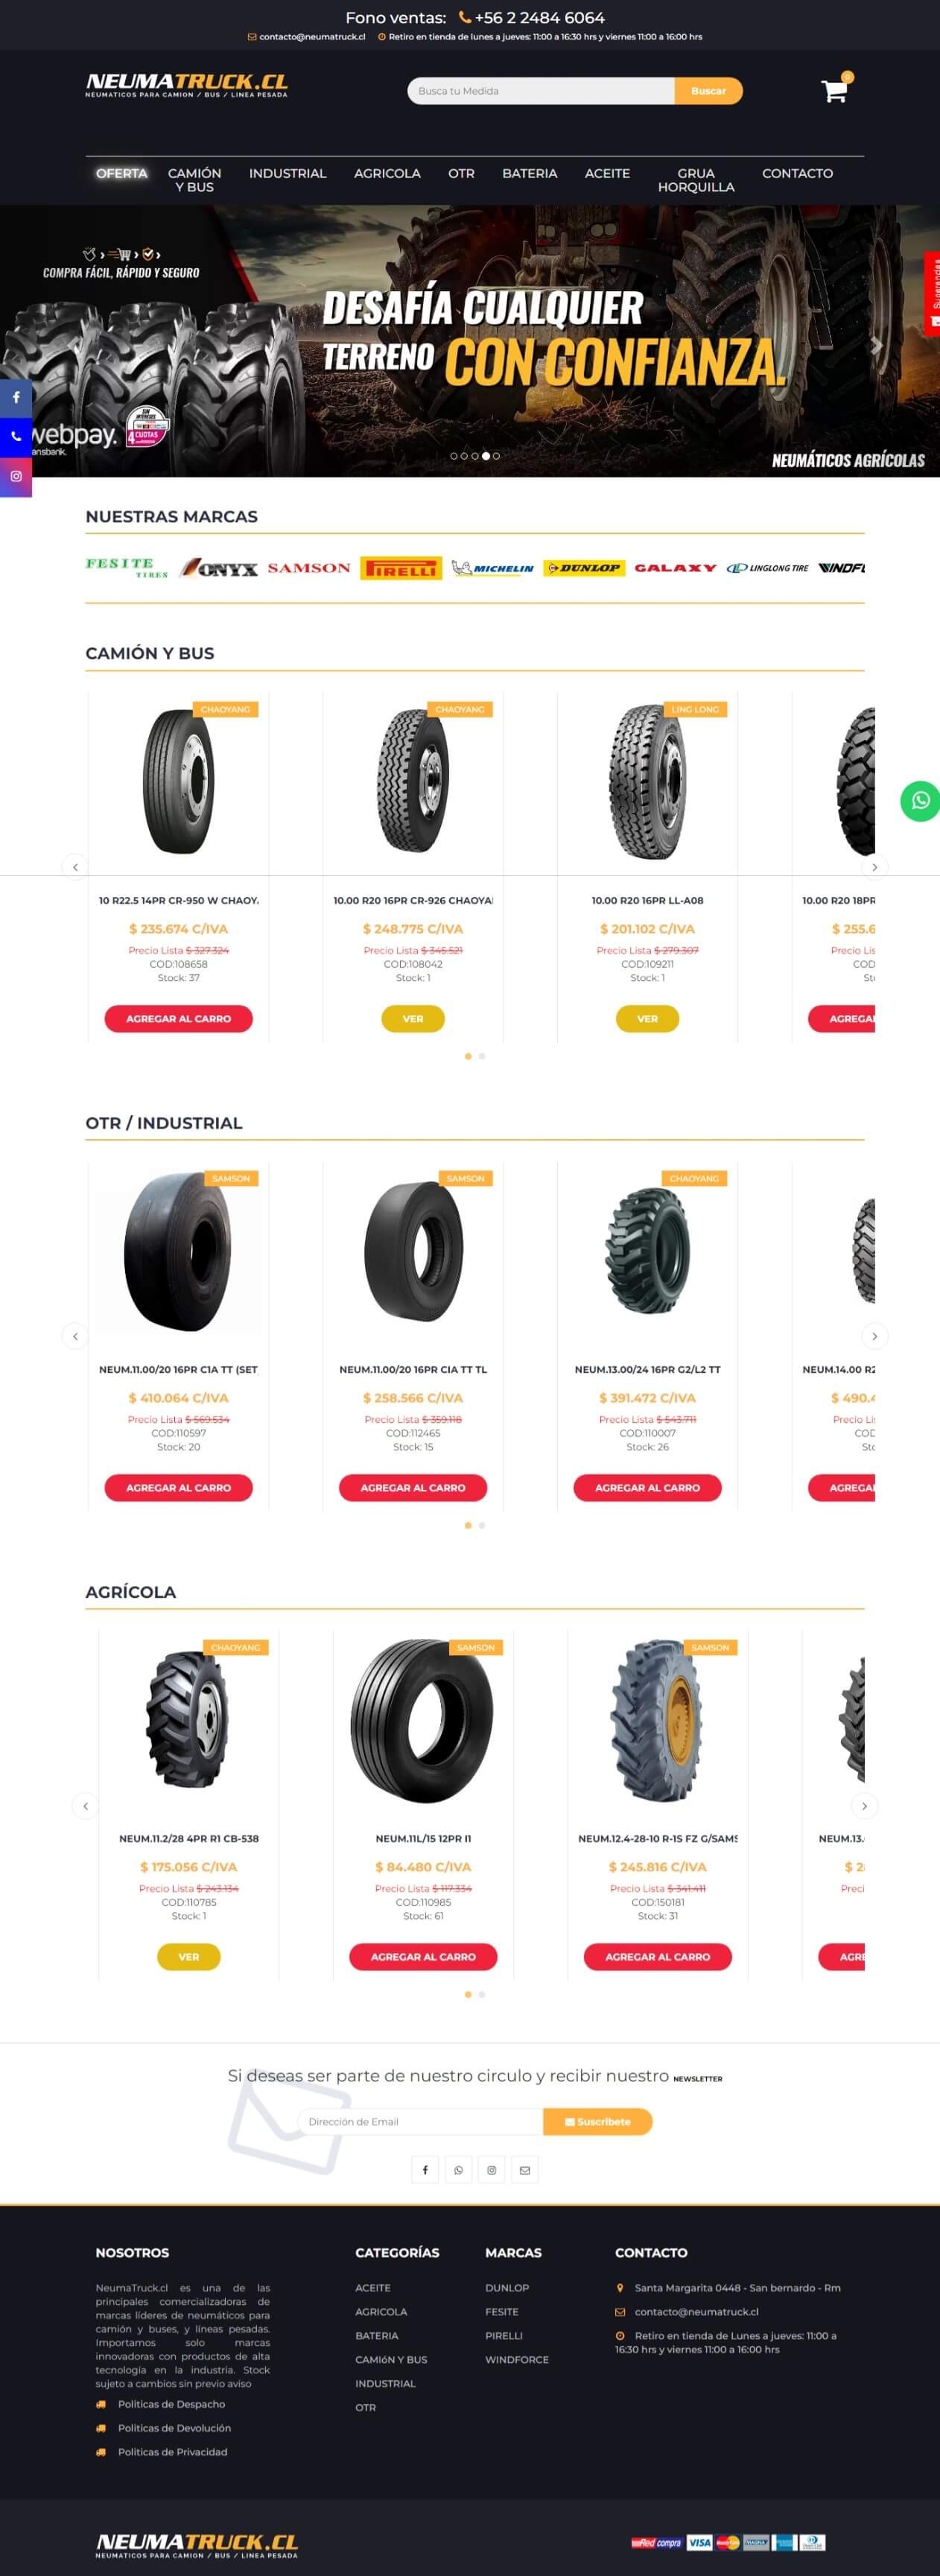 Fono ventas: +56 2 2484 6064
contacto@neumatruck.cl Retiro en tienda de lunes a jueves: 11:00 a 16:30 hrs y viernes 11:00 a 16:00 hrs
NEUMATRUCK.CL
NEUMATICOS PARA CAMION / BUS / LINEA PESADA
Busca tu Medida
Buscar
0
OFERTA
CAMIÓN
Y BUS
INDUSTRIAL
AGRICOLA
OTR
BATERIA
ACEITE
GRUA
HORQUILLA
CONTACTO
COMPRA FÁCIL, RÁPIDO Y SEGURO
DESAFÍA CUALQUIER
TERRENO CON CONFIANZA.
webpay.
ansbank.
SIN
INTERESES
4 CUOTAS
NEUMÁTICOS AGRÍCOLAS
NUESTRAS MARCAS
FESITE
TIRES
ONYX
SAMSON
PIRELLI
MICHELIN
DUNLOP
GALAXY
LINGLONG TIRE
WINDFL
CAMIÓN Y BUS
CHAOYANG
CHAOYANG
LING LONG
10 R22.5 14PR CR-950 W CHAOY.
10.00 R20 16PR CR-926 CHAOYAI
10.00 R20 16PR LL-A08
10.00 R20 18PR
$ 235.674 C/IVA
$ 248.775 C/IVA
$ 201.102 C/IVA
$ 255.6
Precio Lista $ 327.324
Precio Lista $ 345.521
Precio Lista $ 279.307
Precio Lis
COD:108658
COD:108042
COD:109211
COD
Stock: 37
Stock: 1
Stock: 1
Sto
AGREGAR AL CARRO
VER
VER
AGREGAI
OTR / INDUSTRIAL
SAMSON
SAMSON
CHAOYANG
NEUM.11.00/20 16PR C1A TT (SET
NEUM.11.00/20 16PR CIA TT TL
NEUM.13.00/24 16PR G2/L2 TT
NEUM.14.00 R2
$ 410.064 C/IVA
$ 258.566 C/IVA
$ 391.472 C/IVA
$ 490.4
Precio Lista $ 569.534
Precio Lista $ 359.118
Precio Lista $ 543.711
Precio Lis
COD:110597
COD:112465
COD:110007
COD
Stock: 20
Stock: 15
Stock: 26
Sto
AGREGAR AL CARRO
AGREGAR AL CARRO
AGREGAR AL CARRO
AGREGAI
AGRÍCOLA
CHAOYANG
SAMSON
SAMSON
NEUM.11.2/28 4PR R1 CB-538
NEUM.11L/15 12PR I1
NEUM.12.4-28-10 R-1S FZ G/SAMS
NEUM.13.
$ 175.056 C/IVA
$ 84.480 C/IVA
$ 245.816 C/IVA
$ 2
Precio Lista $ 243.134
Precio Lista $ 117.334
Precio Lista $ 341.411
Preci
COD:110785
COD:110985
COD:150181
Stock: 1
Stock: 61
Stock: 31
VER
AGREGAR AL CARRO
AGREGAR AL CARRO
AGRE
Si deseas ser parte de nuestro circulo y recibir nuestro NEWSLETTER
Dirección de Email
Suscribete
NOSOTROS
NeumaTruck.cl es una de las
principales comercializadoras de
marcas líderes de neumáticos para
camión y buses, y líneas pesadas.
Importamos solo marcas
innovadoras con productos de alta
tecnología en la industria. Stock
sujeto a cambios sin previo aviso
Politicas de Despacho
Politicas de Devolución
Politicas de Privacidad
CATEGORÍAS
ACEITE
AGRICOLA
BATERIA
CAMIóN Y BUS
INDUSTRIAL
OTR
MARCAS
DUNLOP
FESITE
PIRELLI
WINDFORCE
CONTACTO
Santa Margarita 0448 - San bernardo - Rm
contacto@neumatruck.cl
Retiro en tienda de Lunes a jueves: 11:00 a
16:30 hrs y viernes 11:00 a 16:00 hrs
NEUMATRUCK.CL
NEUMATICOS PARA CAMION / BUS / LINEA PESADA
Red compra
VISA
MasterCard
MAGNA